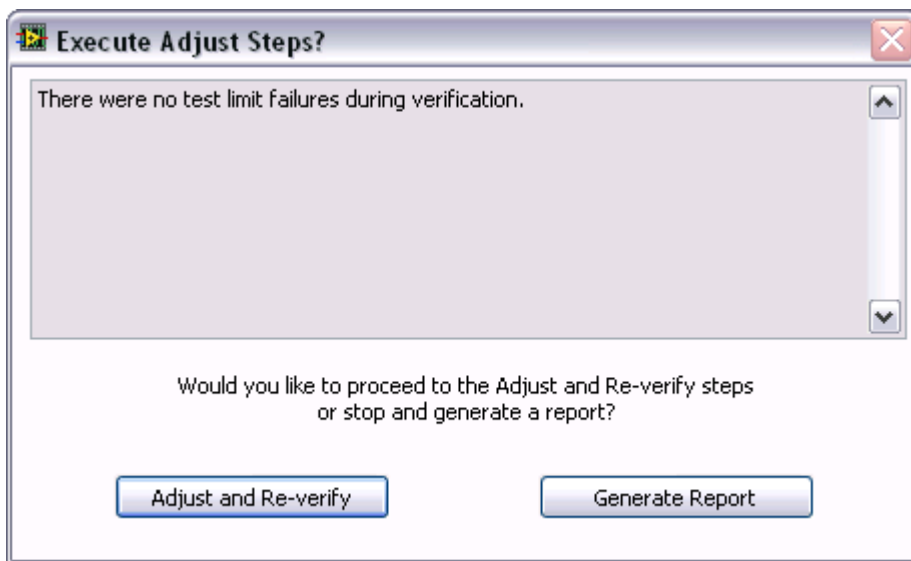 Execute Adjust Steps?
There were no test limit failures during verification.
Would you like to proceed to the Adjust and Re-verify steps
or stop and generate a report?
Adjust and Re-verify
Generate Report